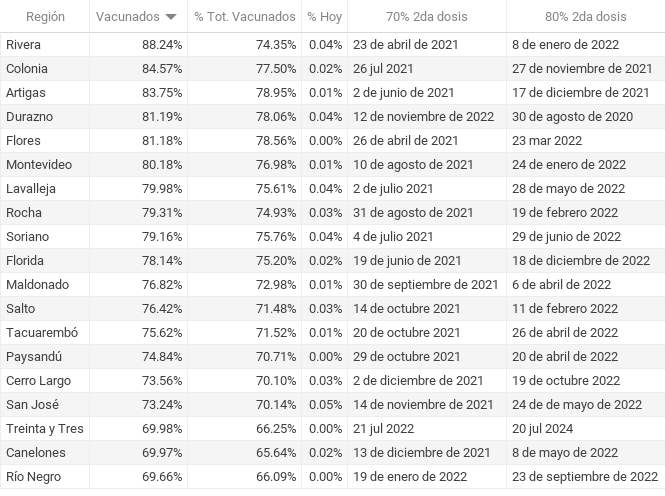 Región Vacunados % Tot. Vacunados % Hoy 70% 2da dosis 80% 2da dosis
Rivera 88.24% 74.35% 0.04% 23 de abril de 2021 8 de enero de 2022
Colonia 84.57% 77.50% 0.02% 26 jul 2021 27 de noviembre de 2021
Artigas 83.75% 78.95% 0.01% 2 de junio de 2021 17 de diciembre de 2021
Durazno 81.19% 78.06% 0.04% 12 de noviembre de 2022 30 de agosto de 2020
Flores 81.18% 78.56% 0.00% 26 de abril de 2021 23 mar 2022
Montevideo 80.18% 76.98% 0.01% 10 de agosto de 2021 24 de enero de 2022
Lavalleja 79.98% 75.61% 0.04% 2 de julio 2021 28 de mayo de 2022
Rocha 79.31% 74.93% 0.03% 31 de agosto de 2021 19 de febrero de 2022
Soriano 79.16% 75.76% 0.04% 4 de julio 2021 29 de junio de 2022
Florida 78.14% 75.20% 0.02% 19 de junio de 2021 18 de diciembre de 2022
Maldonado 76.82% 72.98% 0.01% 30 de septiembre de 2021 6 de abril de 2022
Salto 76.42% 71.48% 0.03% 14 de octubre 2021 11 de febrero de 2022
Tacuarembó 75.62% 71.52% 0.01% 20 de octubre 2021 26 de abril de 2022
Paysandú 74.84% 70.71% 0.00% 29 de octubre 2021 20 de abril de 2022
Cerro Largo 73.56% 70.10% 0.03% 2 de diciembre de 2021 19 de octubre 2022
San José 73.24% 70.14% 0.05% 14 de noviembre de 2021 24 de de mayo de 2022
Treinta y Tres 69.98% 66.25% 0.00% 21 jul 2022 20 jul 2024
Canelones 69.97% 65.64% 0.02% 13 de diciembre de 2021 8 de mayo de 2022
Río Negro 69.66% 66.09% 0.00% 19 de enero de 2022 23 de septiembre de 2022